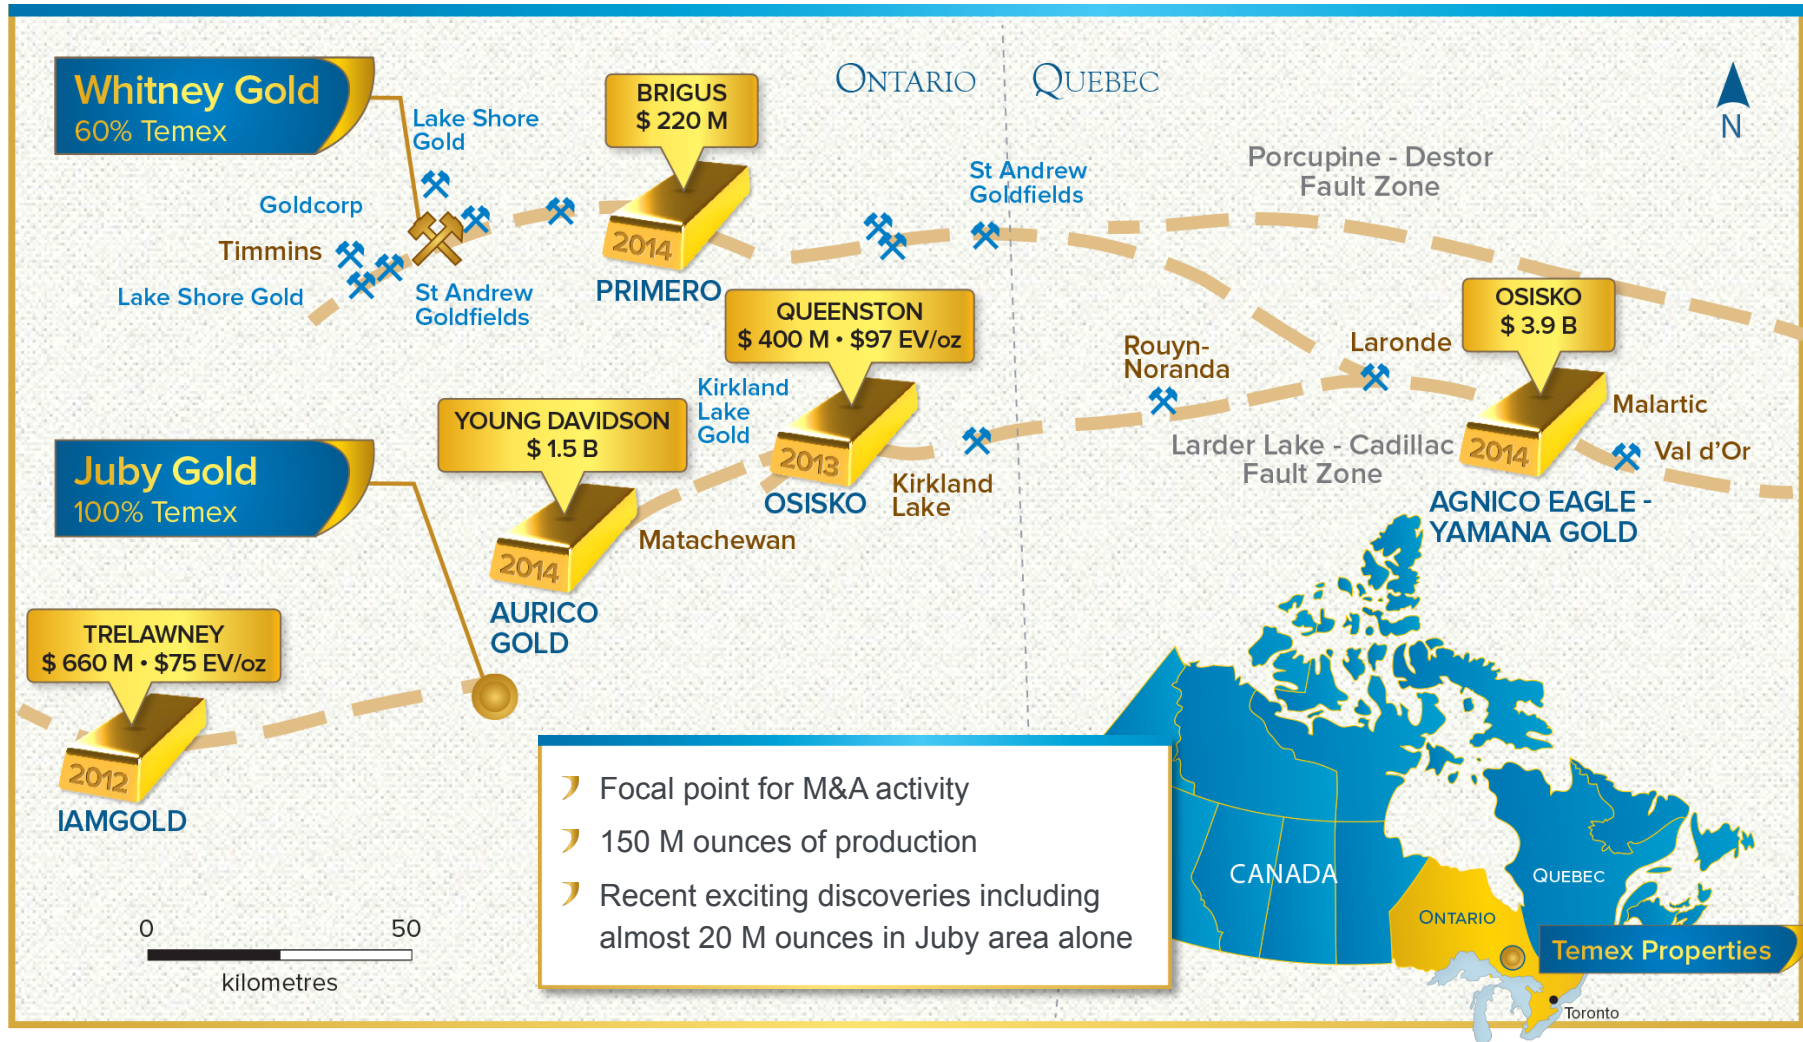 Whitney Gold
60% Temex
Lake Shore
Gold
BRIGUS
$ 220 M
ONTARIO
QUEBEC
N
Porcupine - Destor
Fault Zone
St Andrew
Goldfields
Goldcorp
Timmins
2014
PRIMERO
Lake Shore Gold
St Andrew
Goldfields
QUEENSTON
$ 400 M • $97 EV/oz
OSISKO
$ 3.9 B
Rouyn-
Noranda
Laronde
Kirkland
Lake
Gold
YOUNG DAVIDSON
$ 1.5 B
Malartic
2013
OSISKO
Kirkland
Lake
Larder Lake - Cadillac
Fault Zone
2014
Val d'Or
AGNICO EAGLE -
YAMANA GOLD
Juby Gold
100% Temex
Matachewan
2014
AURICO
GOLD
TRELAWNEY
$ 660 M • $75 EV/oz
2012
IAMGOLD
Focal point for M&A activity
150 M ounces of production
Recent exciting discoveries including
almost 20 M ounces in Juby area alone
0 50
kilometres
CANADA
QUEBEC
ONTARIO
Temex Properties
Toronto